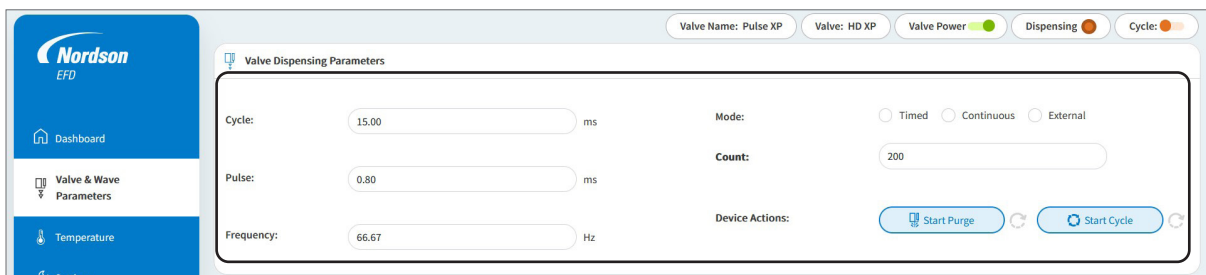 Valve Name: Pulse XP
Valve: HD XP
Valve Power
Dispensing
Cycle:
Nordson
EFD
Valve Dispensing Parameters
Cycle:
15.00
ms
Mode:
Timed
Continuous
External
Dashboard
Count:
200
Valve & Wave
Parameters
Pulse:
0.80
ms
Device Actions:
Start Purge
Start Cycle
Temperature
Frequency:
66.67
Hz